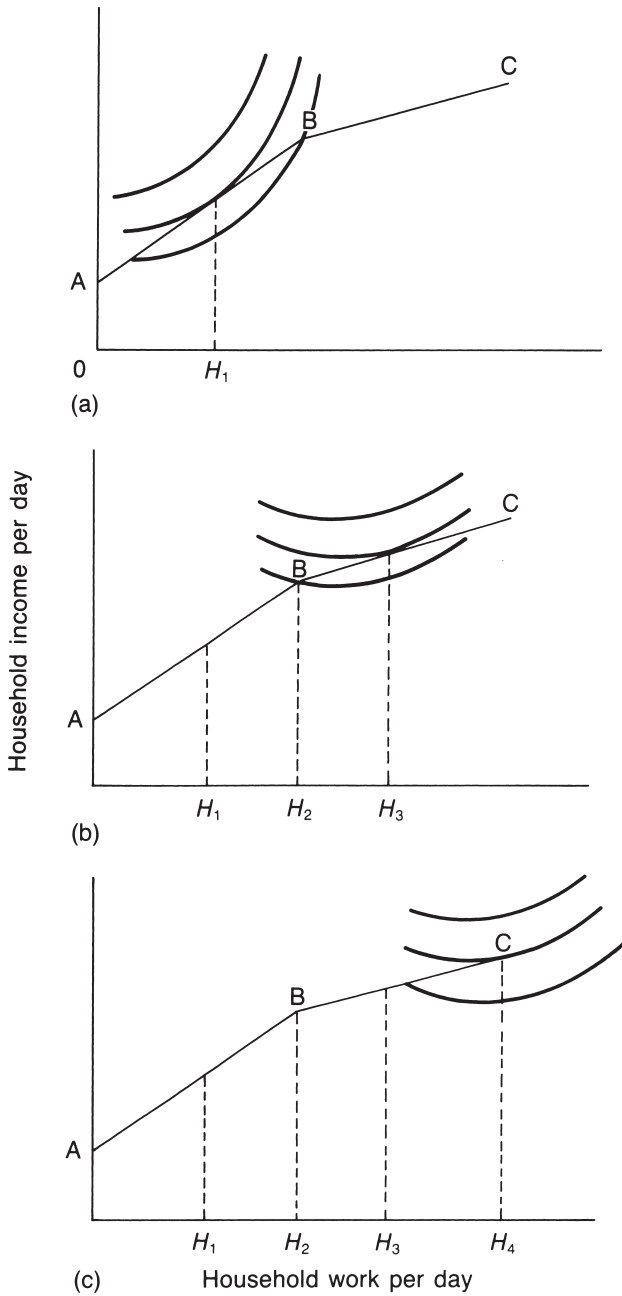 C
B
A
0
H₁
(a)
Household income per day
C
B
A
H₁ H₂ H₃
(b)
C
B
A
H₁ H₂ H₃ H₄
(c) Household work per day